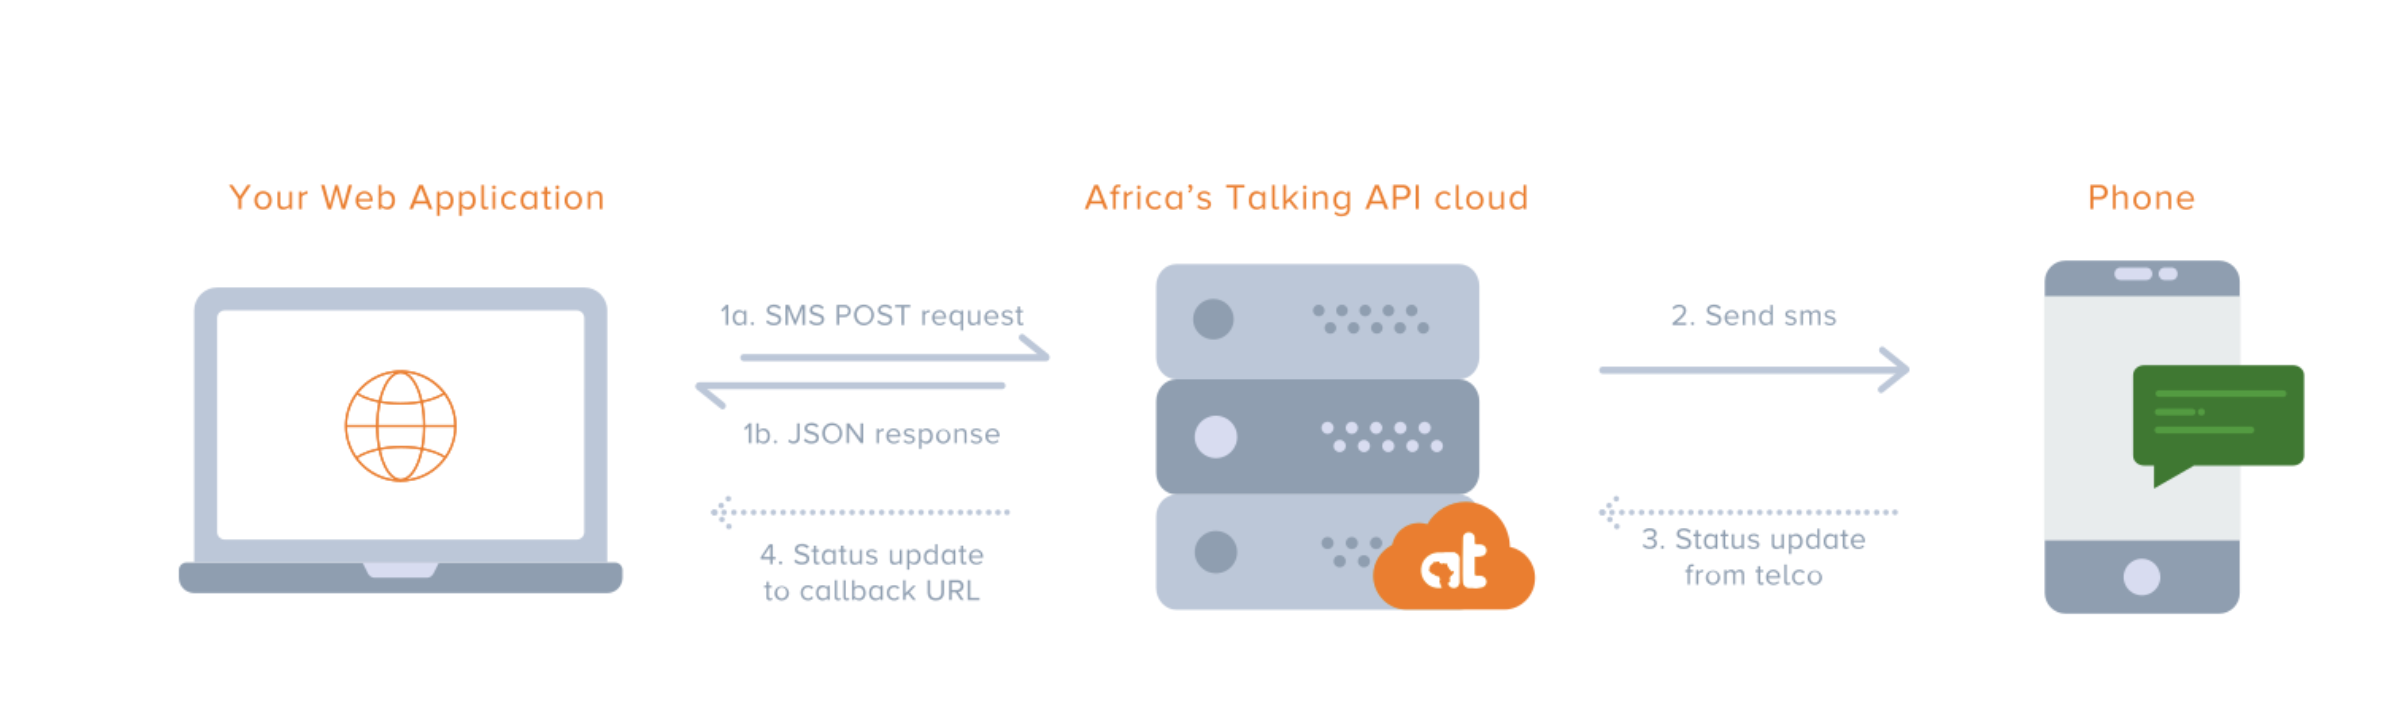 Your Web Application
Africa's Talking API cloud
Phone
1a. SMS POST request
1b. JSON response
2. Send sms
3. Status update
from telco
4. Status update
to callback URL
at